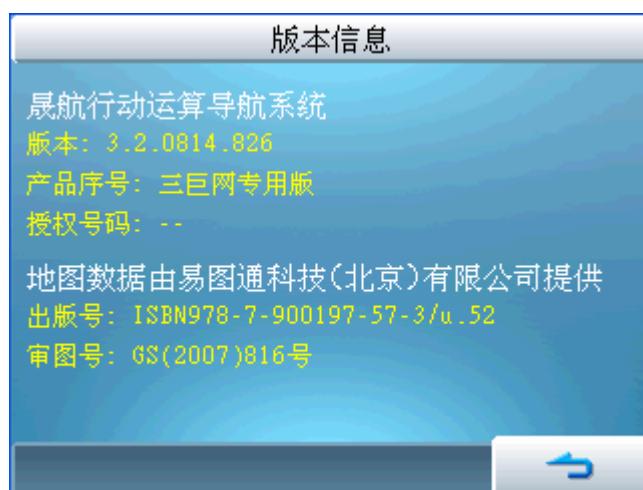 版本信息
晟航行动运算导航系统
版本: 3.2.0814.826
产品序号: 三巨网专用版
授权号码: --
地图数据由易图通科技(北京)有限公司提供
出版号: ISBN978-7-900197-57-3/u.52
审图号: GS(2007)816号